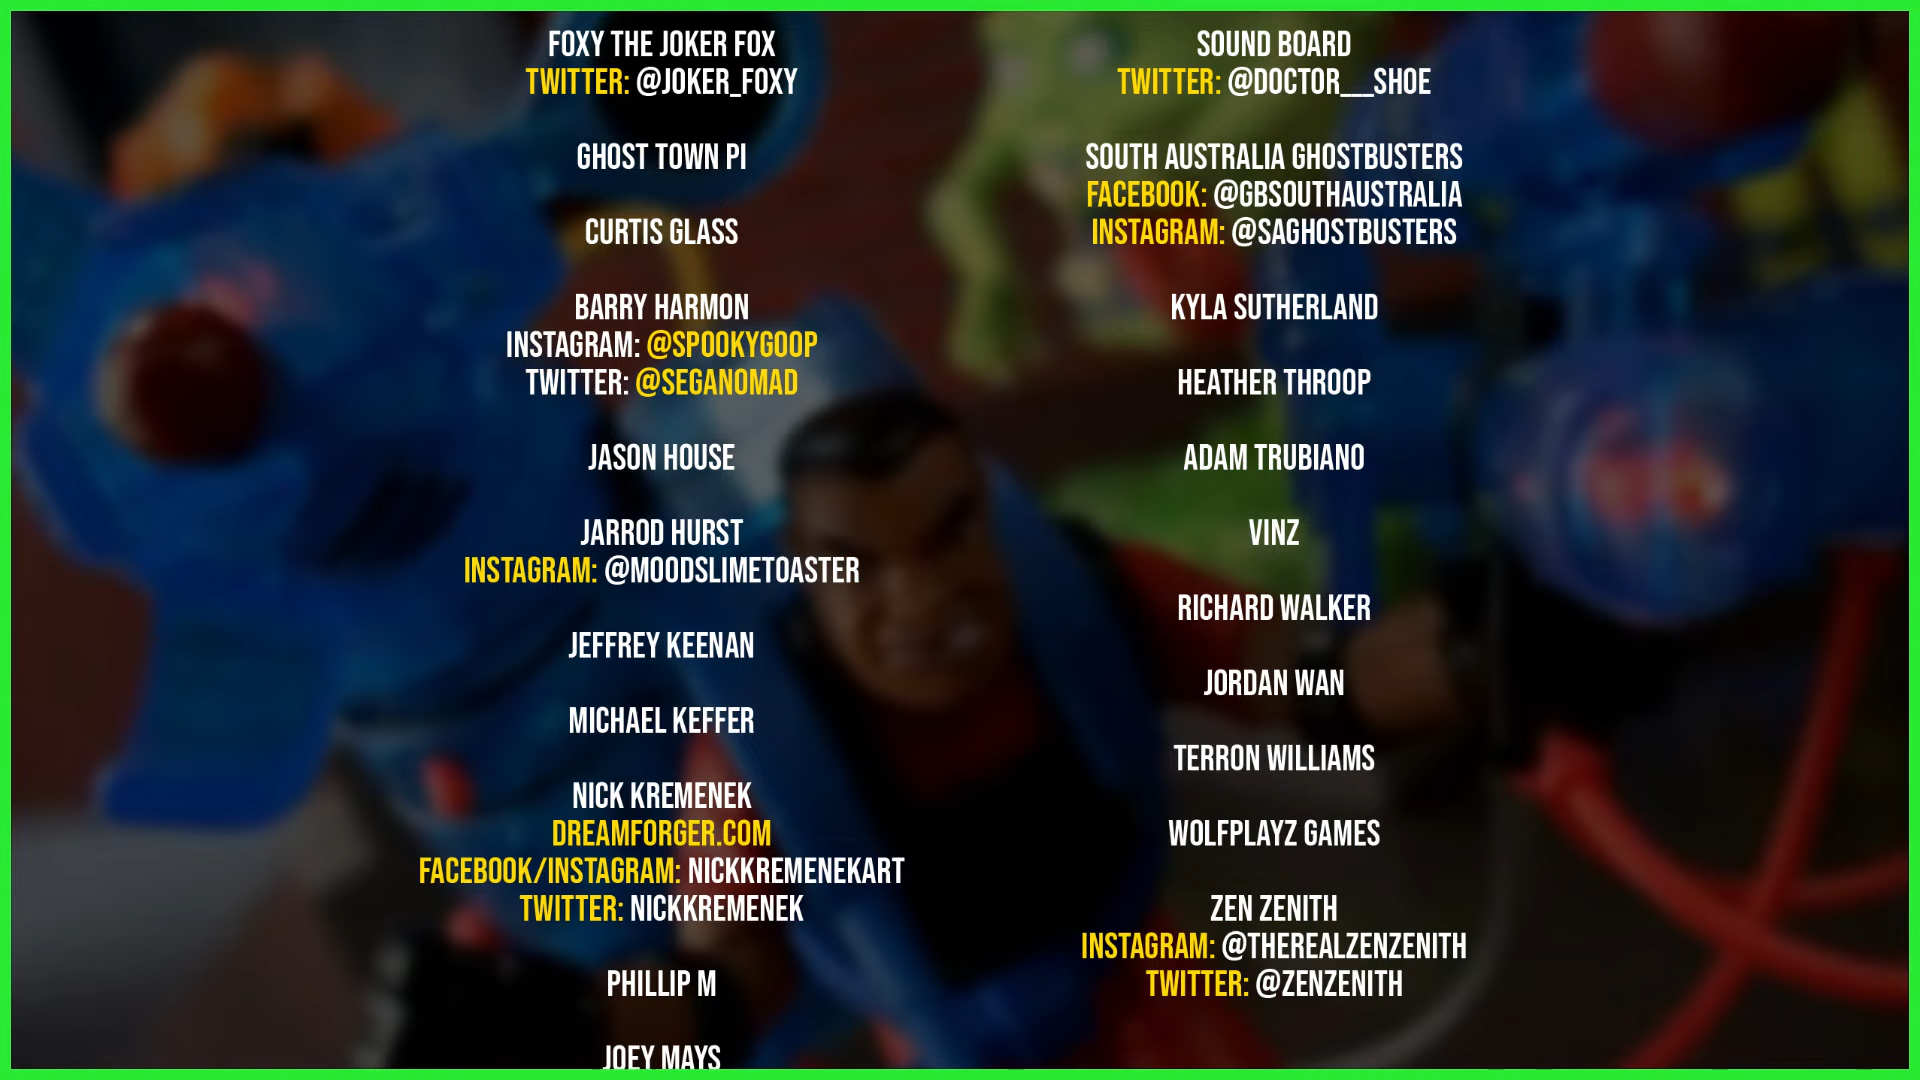 FOXY THE JOKER FOX
TWITTER: @JOKER_FOXY
GHOST TOWN PI
CURTIS GLASS
BARRY HARMON
INSTAGRAM: @SPOOKYGOOP
TWITTER: @SEGANOMAD
JASON HOUSE
JARROD HURST
INSTAGRAM: @MOODSLIMETOASTER
JEFFREY KEENAN
MICHAEL KEFFER
NICK KREMENEK
DREAMFORGER.COM
FACEBOOK/INSTAGRAM: NICKKREMENEKART
TWITTER: NICKKREMENEK
PHILLIP M
JOEY MAYS
SOUND BOARD
TWITTER: @DOCTOR___SHOE
SOUTH AUSTRALIA GHOSTBUSTERS
FACEBOOK: @GBSOUTHAUSTRALIA
INSTAGRAM: @SAGHOSTBUSTERS
KYLA SUTHERLAND
HEATHER THROOP
ADAM TRUBIANO
VINZ
RICHARD WALKER
JORDAN WAN
TERRON WILLIAMS
WOLFPLAYZ GAMES
ZEN ZENITH
INSTAGRAM: @THEREALZENZENITH
TWITTER: @ZENZENITH